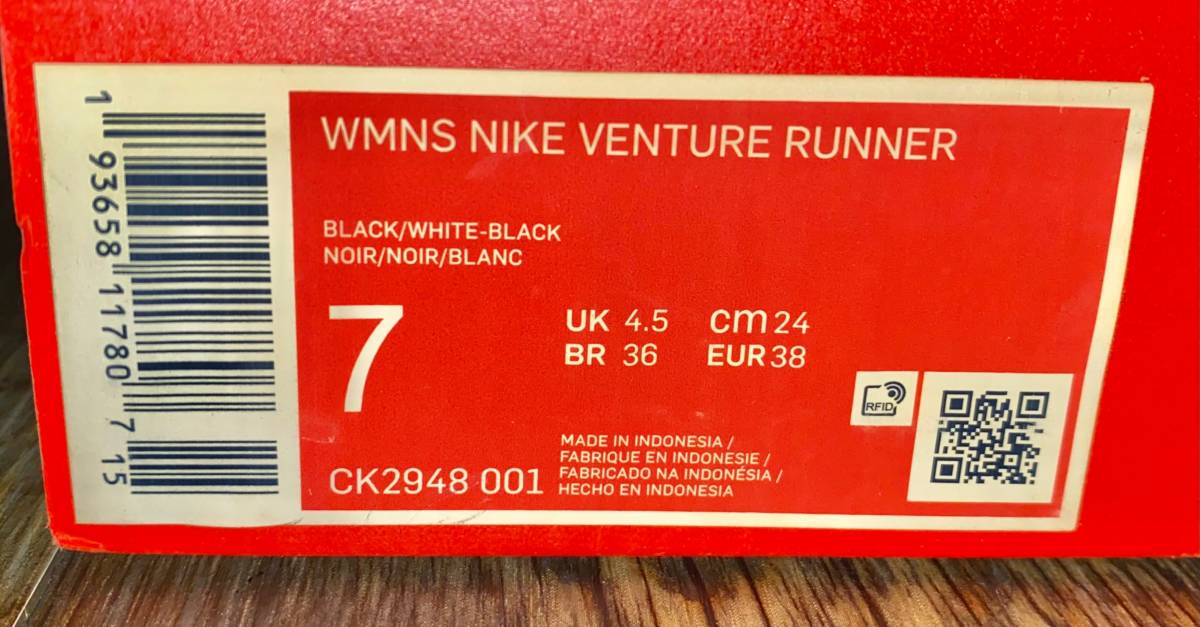 1 93658 11780 7 15
WMNS NIKE VENTURE RUNNER
BLACK/WHITE-BLACK
NOIR/NOIR/BLANC
7
UK 4.5 cm 24
BR 36 EUR 38
CK2948 001
MADE IN INDONESIA /
FABRIQUE EN INDONESIE /
FABRICADO NA INDONÉSIA /
HECHO EN INDONESIA
RFID